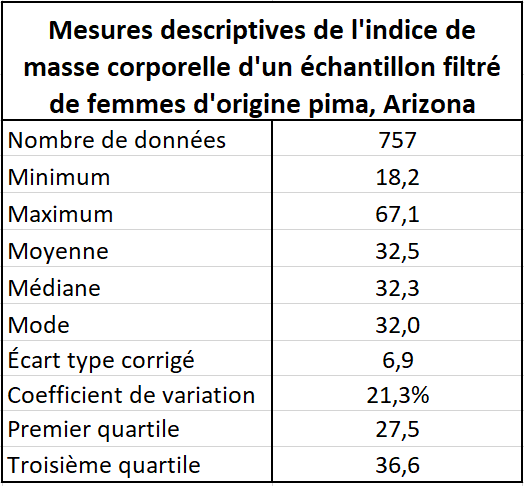 Mesures descriptives de l'indice de
masse corporelle d'un échantillon filtré
de femmes d'origine pima, Arizona
Nombre de données 757
Minimum 18,2
Maximum 67,1
Moyenne 32,5
Médiane 32,3
Mode 32,0
Écart type corrigé 6,9
Coefficient de variation 21,3%
Premier quartile 27,5
Troisième quartile 36,6